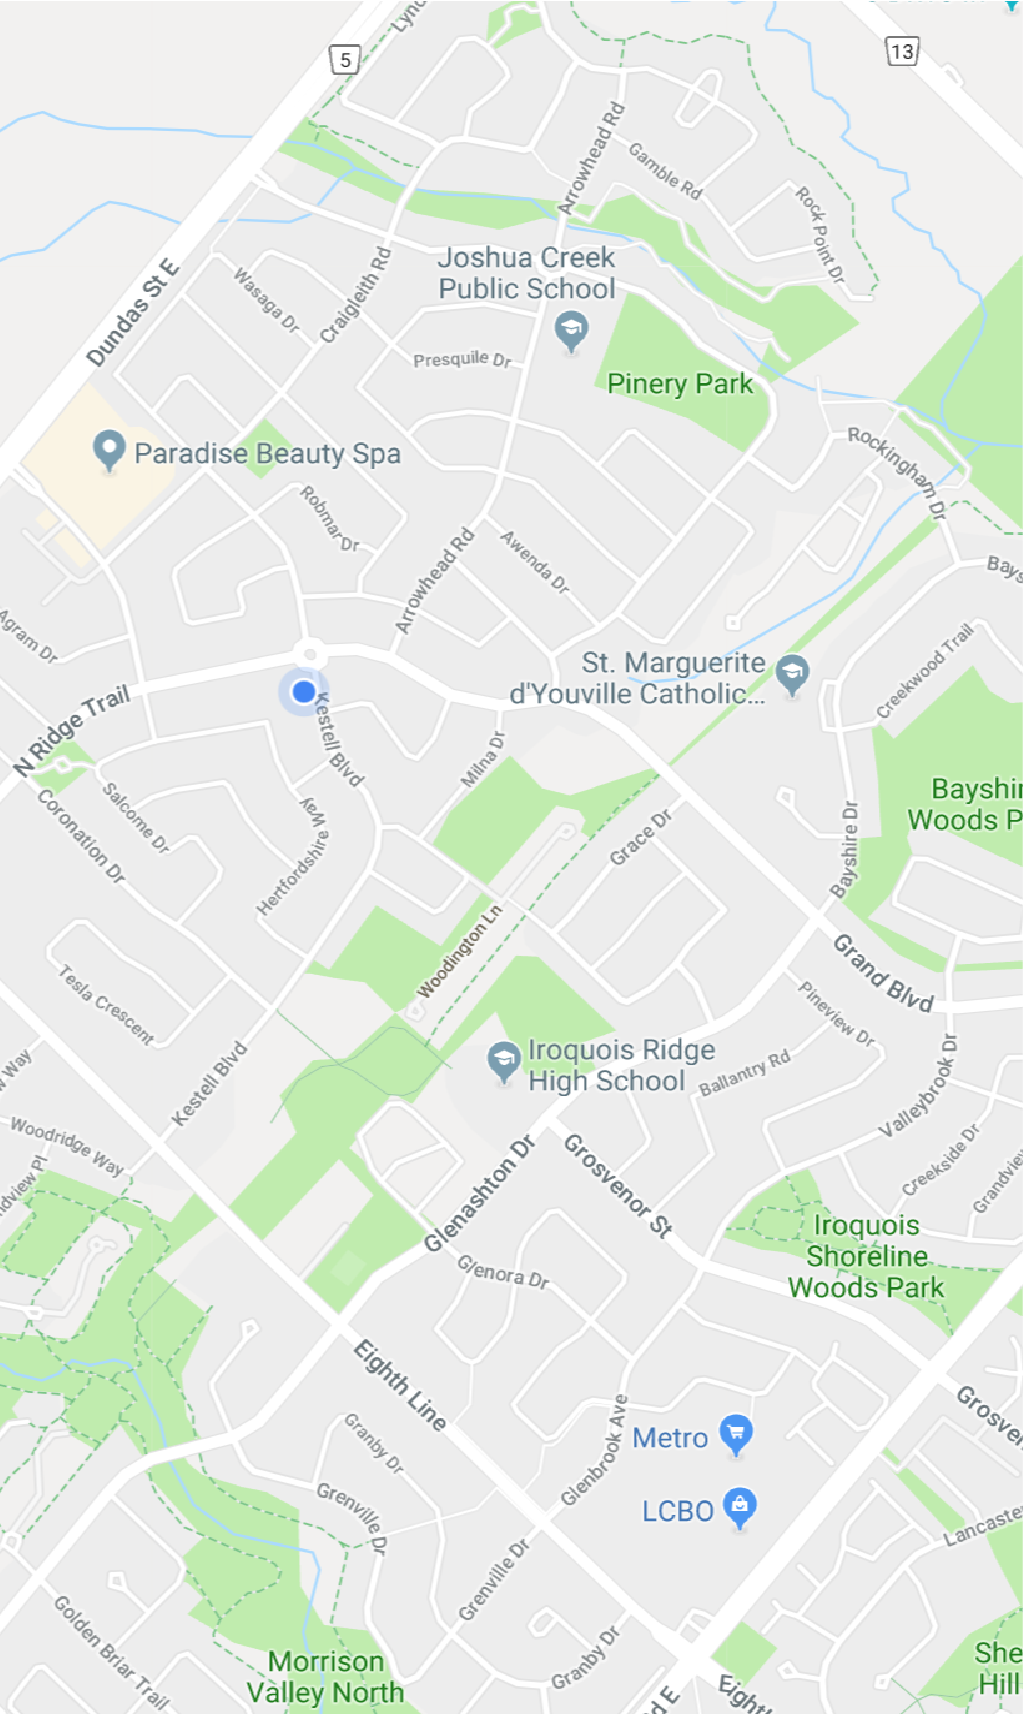 5
13
Arrowhead Rd
Gamble Rd
Rock Point Dr
Joshua Creek
Public School
Wasaga Dr
Craigleith Rd
Dundas St E
Presquile Dr
Pinery Park
Paradise Beauty Spa
Rockingham Dr
Robmar Dr
Arrowhead Rd
Awenda Dr
Bays
Agram Dr
St. Marguerite
d'Youville Catholic...
Creekwood Trail
N Ridge Trail
Kestell Blvd
Milna Dr
Bayshir
Woods P
Salcome Dr
Coronation Dr
Hertfordshire Way
Grace Dr
Bayshire Dr
Woodington Ln
Grand Blvd
Tesla Crescent
Pineview Dr
Iroquois Ridge
High School
Ballantry Rd
Valleybrook Dr
w Way
Kestell Blvd
Woodridge Way
ndview Pl
Glenashton Dr
Grosvenor St
Creekside Dr
Grandview
Iroquois
Shoreline
Woods Park
Glenora Dr
Eighth Line
Grosven
Metro
Granby Dr
Glenbrook Ave
LCBO
Grenville Dr
Lancaste
Grenville Dr
Golden Briar Trail
Granby Dr
Morrison
Valley North
She
Hill
d E
Eighth